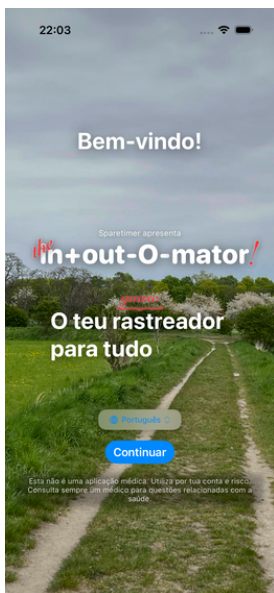 22:03
Bem-vindo!
Sparetimer apresenta
the in+out-O-mator!
O teu rastreador
para tudo
Português
Continuar
Esta não é uma aplicação médica. Utiliza por tua conta e risco.
Consulta sempre um médico para questões relacionadas com a
saúde.